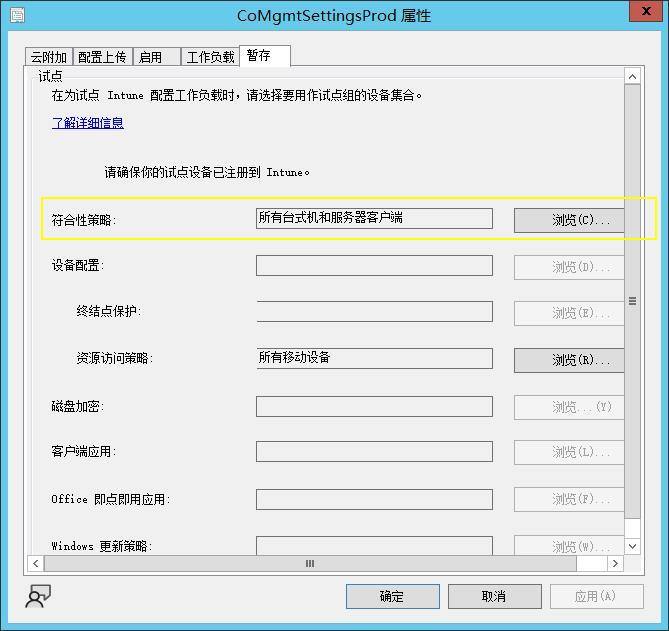 CoMgmtSettingsProd 属性
x
云附加 配置上传 启用 工作负载 暂存
试点
在为试点 Intune 配置工作负载时，请选择要用作试点组的设备集合。
了解详细信息
请确保你的试点设备已注册到 Intune。
符合性策略: 所有台式机和服务器客户端 浏览(C)...
设备配置: 浏览(D)...
终结点保护: 浏览(E)...
资源访问策略: 所有移动设备 浏览(R)...
磁盘加密: 浏览...(Y)
客户端应用: 浏览(L)...
Office 即点即用应用: 浏览(F)...
Windows 更新策略: 浏览(W)...
确定 取消 应用(A)